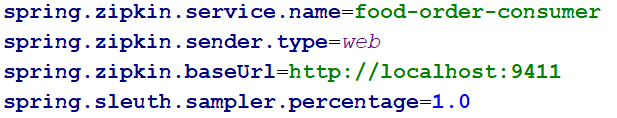 spring.zipkin.service.name=food-order-consumer
spring.zipkin.sender.type=web
spring.zipkin.baseUrl=http://localhost:9411
spring.sleuth.sampler.percentage=1.0